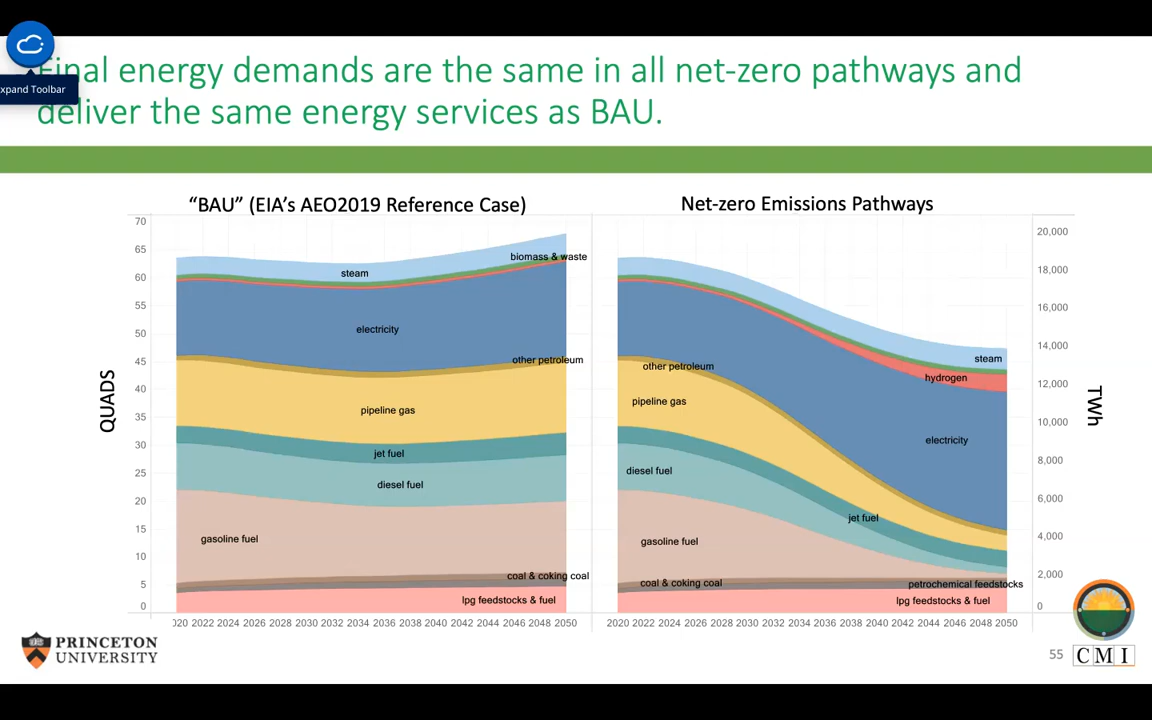 Final energy demands are the same in all net-zero pathways and
xpand Toolbar
deliver the same energy services as BAU.
"BAU" (EIA's AEO2019 Reference Case)
Net-zero Emissions Pathways
QUADS
70
65
60
55
50
45
40
35
30
25
20
15
10
5
0
steam
biomass & waste
electricity
other petroleum
pipeline gas
jet fuel
diesel fuel
gasoline fuel
coal & coking coal
lpg feedstocks & fuel
020 2022 2024 2026 2028 2030 2032 2034 2036 2038 2040 2042 2044 2046 2048 2050
steam
hydrogen
other petroleum
pipeline gas
electricity
diesel fuel
jet fuel
gasoline fuel
coal & coking coal
petrochemical feedstocks
lpg feedstocks & fuel
2020 2022 2024 2026 2028 2030 2032 2034 2036 2038 2040 2042 2044 2046 2048 2050
20,000
18,000
16,000
14,000
12,000
10,000
8,000
6,000
4,000
2,000
0
TWh
PRINCETON
UNIVERSITY
55
CMI